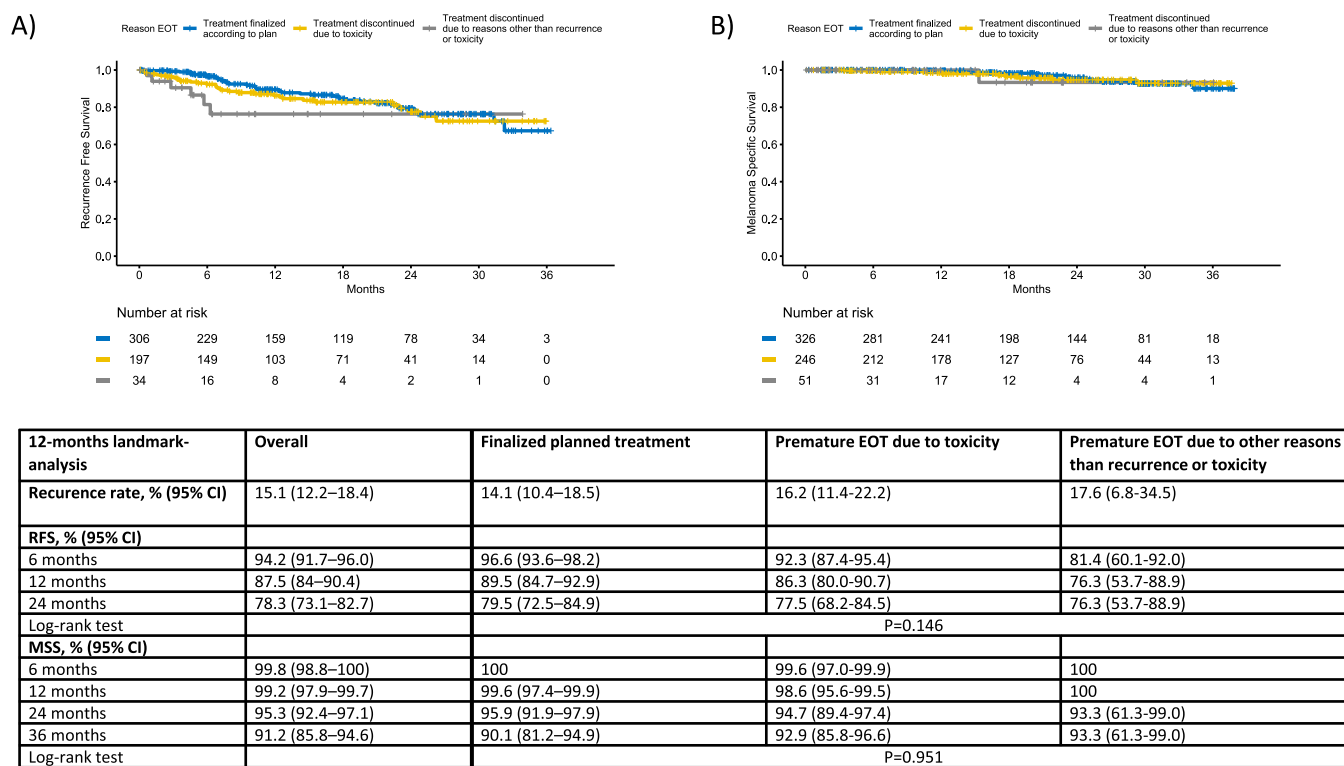 A)
Reason EOT
Treatment finalized
according to plan
Treatment discontinued
due to toxicity
Treatment discontinued
due to reasons other than recurrence
or toxicity
Recurrence Free Survival
1.0
0.8
0.6
0.4
0.2
0.0
0 6 12 18 24 30 36
Months
Number at risk
306 229 159 119 78 34 3
197 149 103 71 41 14 0
34 16 8 4 2 1 0
B)
Reason EOT
Treatment finalized
according to plan
Treatment discontinued
due to toxicity
Treatment discontinued
due to reasons other than recurrence
or toxicity
Melanoma Specific Survival
1.0
0.8
0.6
0.4
0.2
0.0
0 6 12 18 24 30 36
Months
Number at risk
326 281 241 198 144 81 18
246 212 178 127 76 44 13
51 31 17 12 4 4 1
12-months landmark-
analysis
Overall
Finalized planned treatment
Premature EOT due to toxicity
Premature EOT due to other reasons
than recurrence or toxicity
Recurence rate, % (95% CI) 15.1 (12.2–18.4) 14.1 (10.4–18.5) 16.2 (11.4-22.2) 17.6 (6.8-34.5)
RFS, % (95% CI)
6 months 94.2 (91.7–96.0) 96.6 (93.6–98.2) 92.3 (87.4-95.4) 81.4 (60.1-92.0)
12 months 87.5 (84–90.4) 89.5 (84.7–92.9) 86.3 (80.0-90.7) 76.3 (53.7-88.9)
24 months 78.3 (73.1–82.7) 79.5 (72.5–84.9) 77.5 (68.2-84.5) 76.3 (53.7-88.9)
Log-rank test P=0.146
MSS, % (95% CI)
6 months 99.8 (98.8–100) 100 99.6 (97.0-99.9) 100
12 months 99.2 (97.9–99.7) 99.6 (97.4–99.9) 98.6 (95.6-99.5) 100
24 months 95.3 (92.4–97.1) 95.9 (91.9–97.9) 94.7 (89.4-97.4) 93.3 (61.3-99.0)
36 months 91.2 (85.8–94.6) 90.1 (81.2–94.9) 92.9 (85.8-96.6) 93.3 (61.3-99.0)
Log-rank test P=0.951